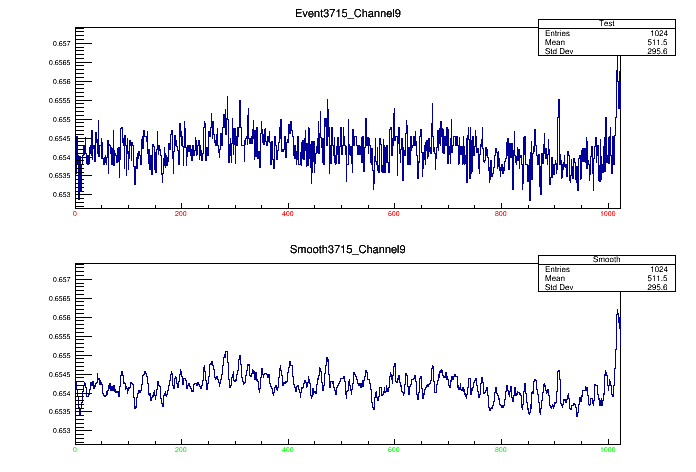 Event3715_Channel9
Test
Entries 1024
Mean 511.5
Std Dev 295.6
0.657
0.6565
0.656
0.6555
0.655
0.6545
0.654
0.6535
0.653
0 200 400 600 800 1000
Smooth3715_Channel9
Smooth
Entries 1024
Mean 511.5
Std Dev 295.6
0.657
0.6565
0.656
0.6555
0.655
0.6545
0.654
0.6535
0.653
0 200 400 600 800 1000